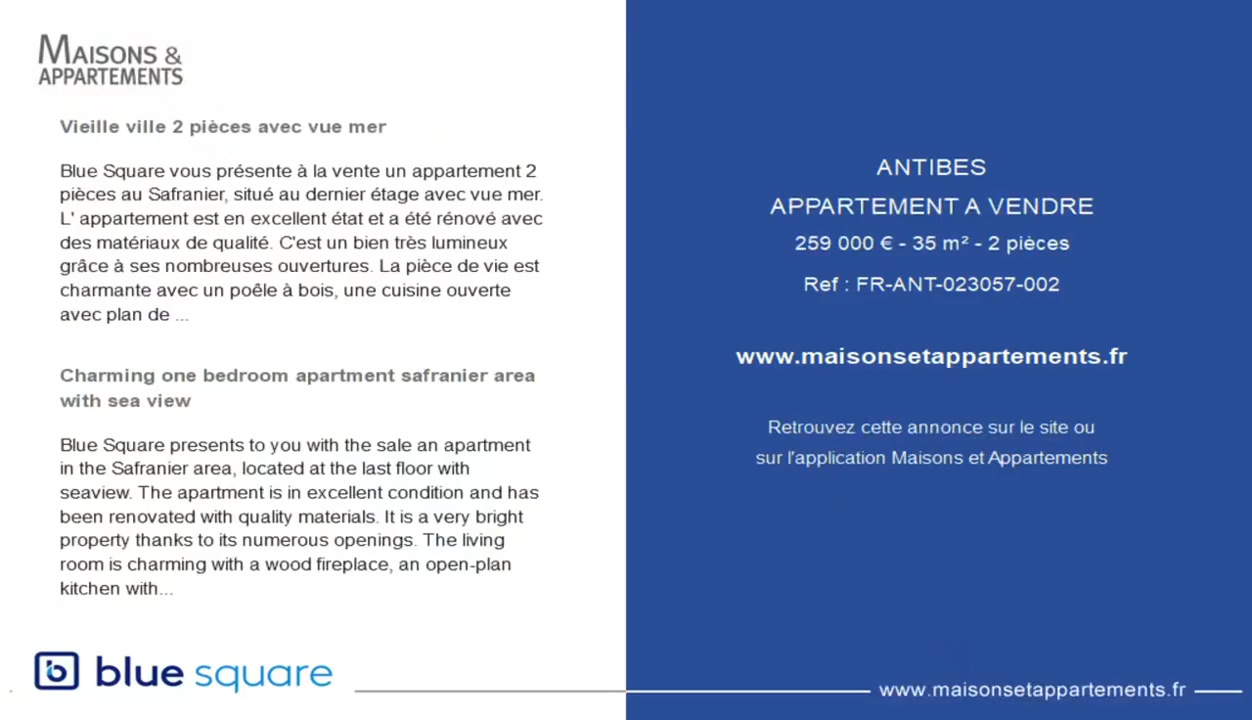 MAISONS &
APPARTEMENTS
Vieille ville 2 pièces avec vue mer
Blue Square vous présente à la vente un appartement 2
pièces au Safranier, situé au dernier étage avec vue mer.
L' appartement est en excellent état et a été rénové avec
des matériaux de qualité. C'est un bien très lumineux
grâce à ses nombreuses ouvertures. La pièce de vie est
charmante avec un poêle à bois, une cuisine ouverte
avec plan de ...
Charming one bedroom apartment safranier area
with sea view
Blue Square presents to you with the sale an apartment
in the Safranier area, located at the last floor with
seaview. The apartment is in excellent condition and has
been renovated with quality materials. It is a very bright
property thanks to its numerous openings. The living
room is charming with a wood fireplace, an open-plan
kitchen with...
blue square
ANTIBES
APPARTEMENT A VENDRE
259 000 € - 35 m² - 2 pièces
Ref : FR-ANT-023057-002
www.maisonsetappartements.fr
Retrouvez cette annonce sur le site ou
sur l'application Maisons et Appartements
www.maisonsetappartements.fr